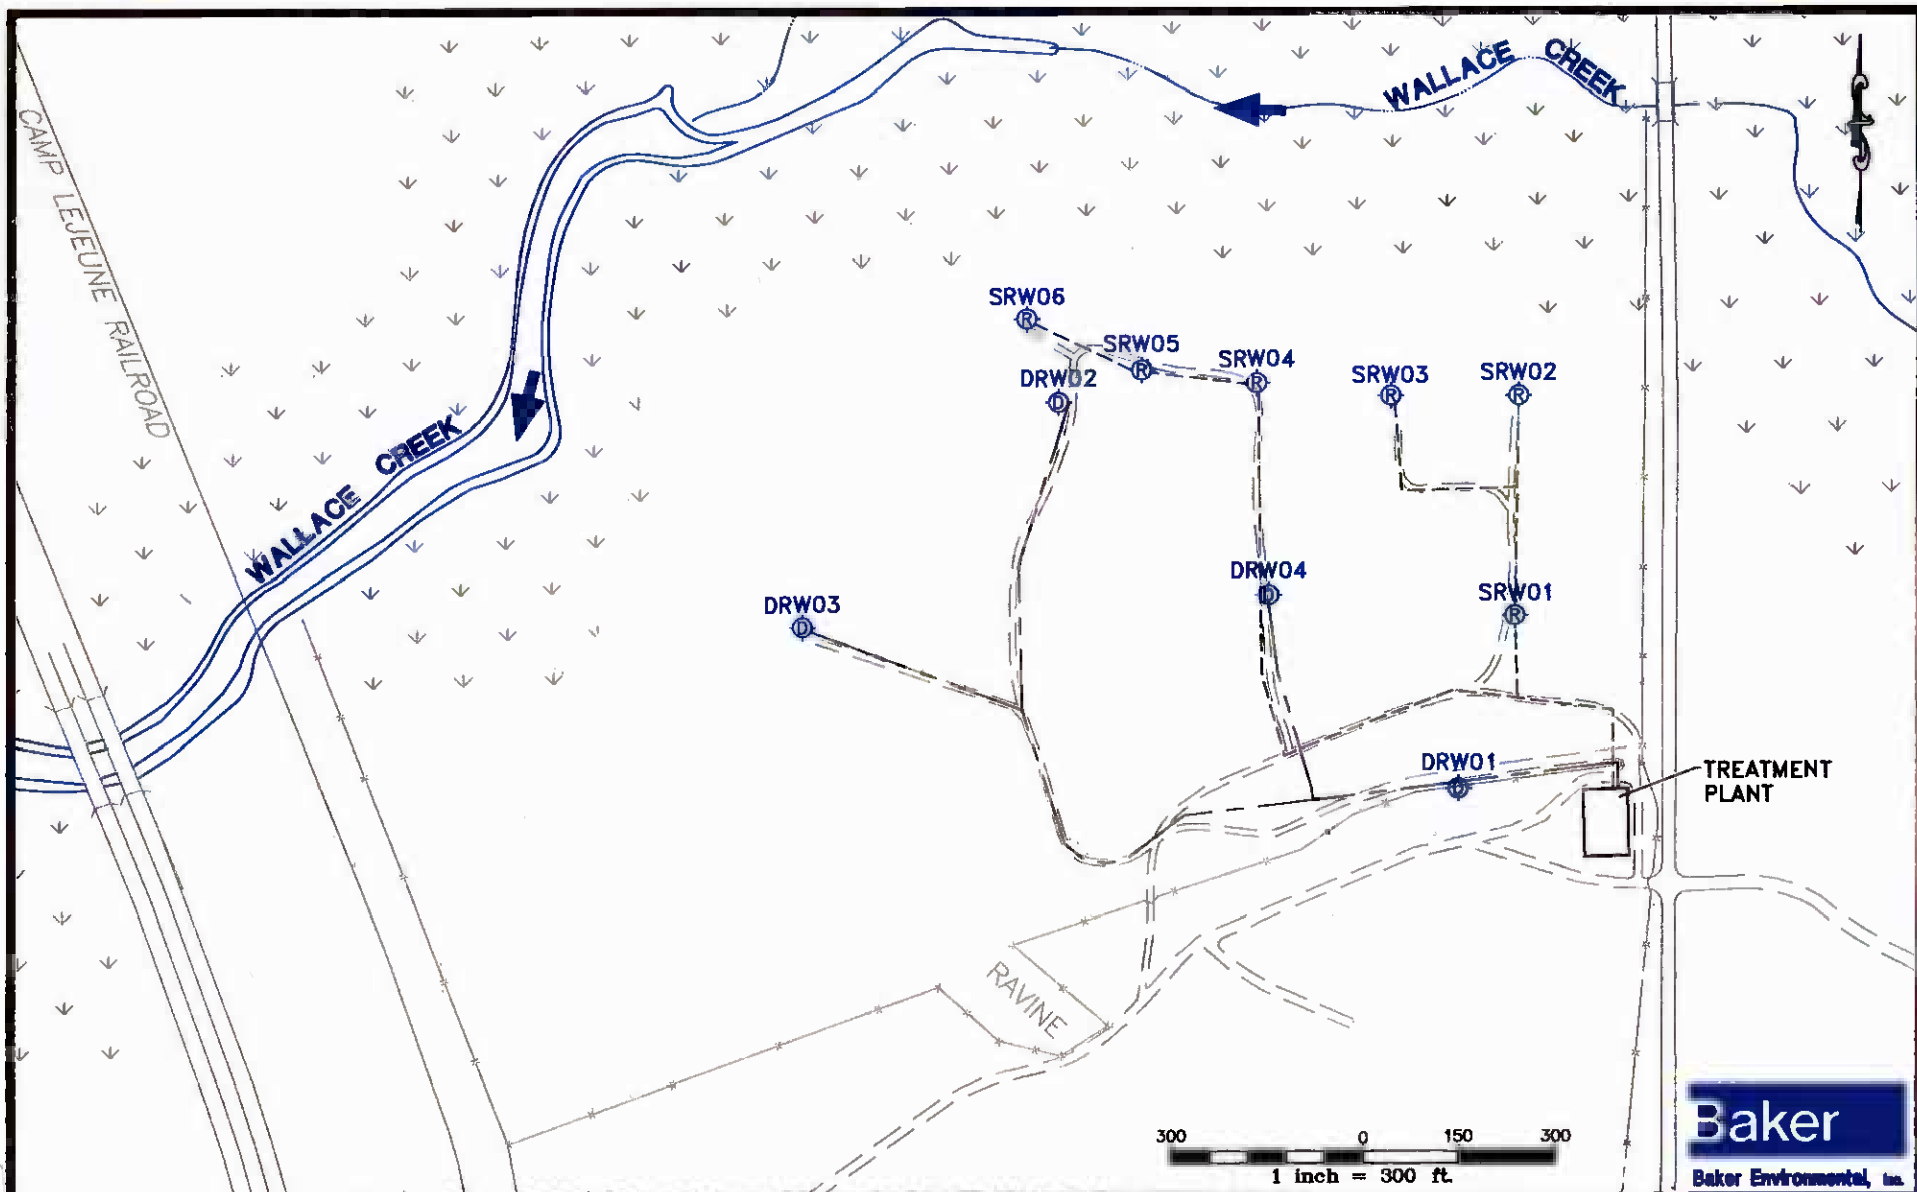 WALLACE CREEK
CAMP LEJEUNE RAILROAD
SRW06
SRW05
SRW04
DRW02
SRW03
SRW02
WALLACE CREEK
DRW04
SRW01
DRW03
DRW01
TREATMENT
PLANT
RAVINE
300 0 150 300
1 inch = 300 ft.
Baker
Baker Environmental, Inc.
R
R
R
R
R
R
D
D
D
D